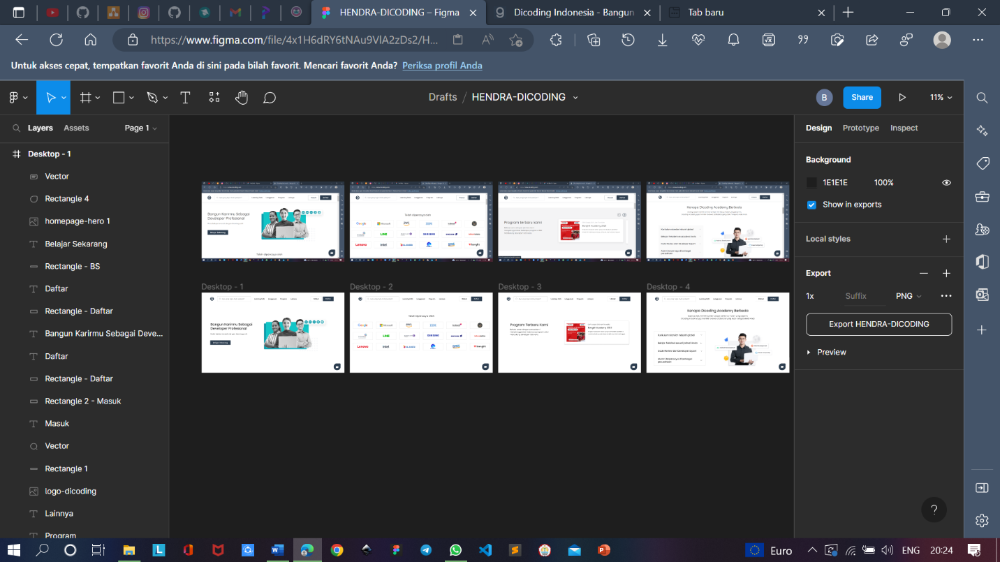 HENDRA-DICODING – Figma
Dicoding Indonesia - Bangun
Tab baru
https://www.figma.com/file/4x1H6dRY6tNAu9VlA2zDs2/H...
Untuk akses cepat, tempatkan favorit Anda di sini pada bilah favorit. Mencari favorit Anda? Periksa profil Anda
Drafts / HENDRA-DICODING
B
Share
11%
Layers
Assets
Page 1
Design
Prototype
Inspect
Desktop - 1
Vector
Rectangle 4
homepage-hero 1
Belajar Sekarang
Rectangle - BS
Daftar
Rectangle - Daftar
Bangun Karirmu Sebagai Deve...
Daftar
Rectangle - Daftar
Rectangle 2 - Masuk
Masuk
Vector
Rectangle 1
logo-dicoding
Lainnya
Program
Bangun Karirmu Sebagai
Developer Profesional
Telah dipercaya oleh
Program Terbaru Kami
Kenapa Dicoding Academy Berbeda
Desktop - 1
Desktop - 2
Desktop - 3
Desktop - 4
Bangun Karirmu Sebagai
Developer Profesional
Telah Dipercaya Oleh
Google
Microsoft
aws
LINE
SAMSUNG
Lenovo
intel
Program Terbaru Kami
Kenapa Dicoding Academy Berbeda
Background
1E1E1E
100%
Show in exports
Local styles
Export
1x
Suffix
PNG
Export HENDRA-DICODING
Preview
?
Euro
ENG
20:24